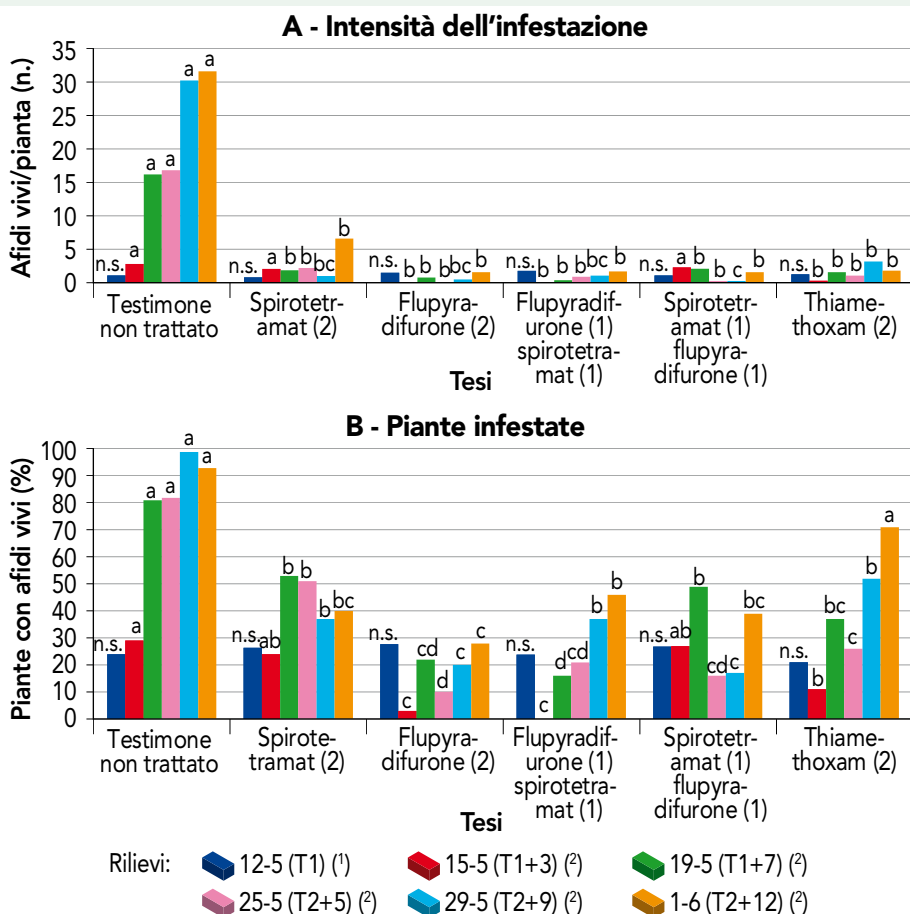 A - Intensità dell'infestazione
Afidi vivi/pianta (n.)
35
30
25
20
15
10
5
0
n.s. a a a a a
n.s. a b b bc b
n.s. b b b bc b
n.s. b b b bc b
n.s. a b b c b
n.s. b b b b b
Testimone
non trattato
Spirotetr-
amat (2)
Flupyra-
difurone (2)
Flupyradif-
urone (1)
spirotetra-
mat (1)
Spirotetr-
amat (1)
flupyra-
difurone (1)
Thiame-
thoxam (2)
Tesi
B - Piante infestate
Piante con afidi vivi (%)
100
90
80
70
60
50
40
30
20
10
0
n.s. a a a a a
n.s. ab b b b bc
n.s. c cd d c c
n.s. c d cd b b
n.s. ab b cd c bc
n.s. b bc c b a
Testimone
non trattato
Spirote-
tramat (2)
Flupyra-
difurone (2)
Flupyradif-
urone (1)
spirotetra-
mat (1)
Spirotetr-
amat (1)
flupyra-
difurone (1)
Thiame-
thoxam (2)
Tesi
Rilievi: 12-5 (T1) (¹) 15-5 (T1+3) (²) 19-5 (T1+7) (²)
25-5 (T2+5) (²) 29-5 (T2+9) (²) 1-6 (T2+12) (²)